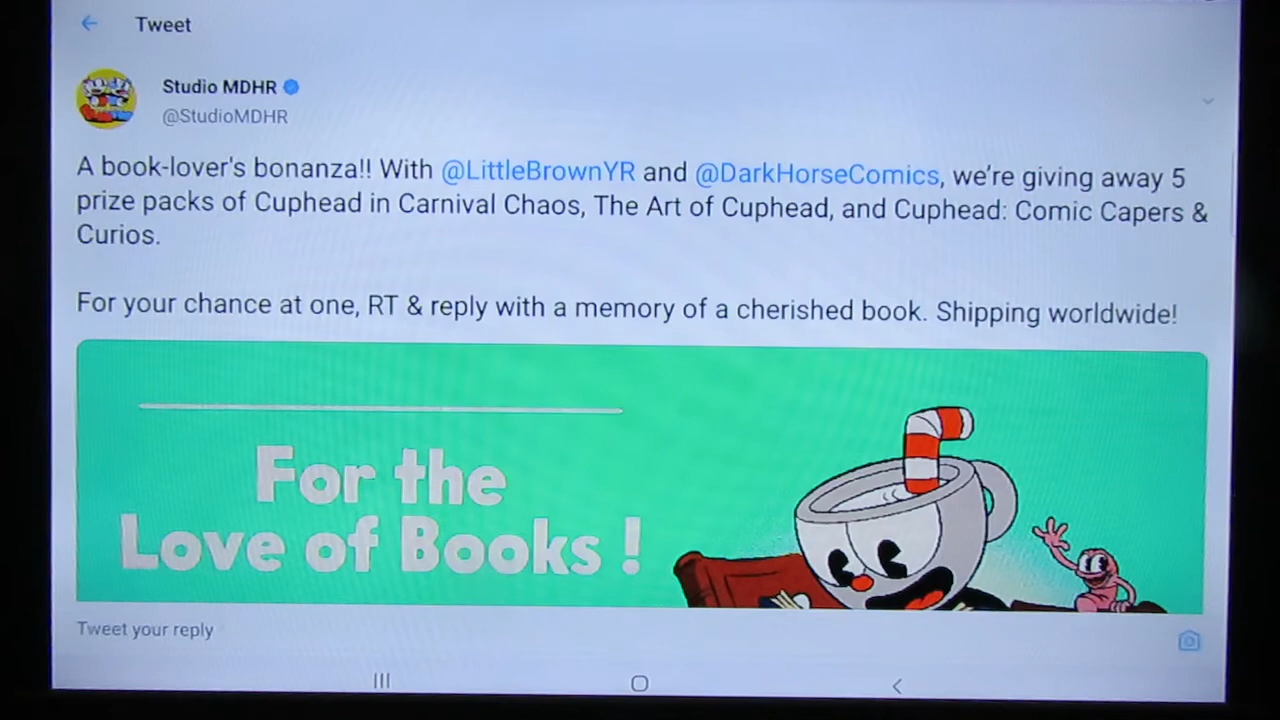 Tweet
Studio MDHR
@StudioMDHR
A book-lover's bonanza!! With @LittleBrownYR and @DarkHorseComics, we’re giving away 5
prize packs of Cuphead in Carnival Chaos, The Art of Cuphead, and Cuphead: Comic Capers &
Curios.
For your chance at one, RT & reply with a memory of a cherished book. Shipping worldwide!
For the
Love of Books !
Tweet your reply